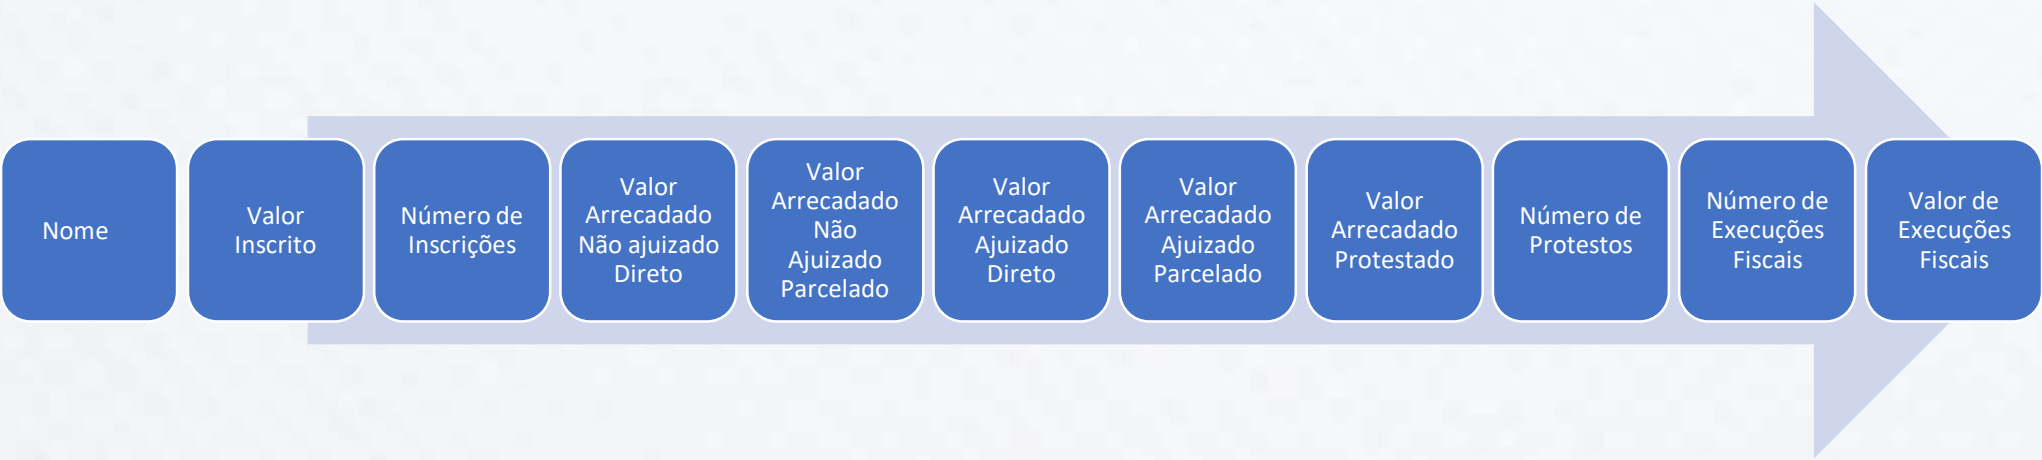 Nome
Valor
Inscrito
Número de
Inscrições
Valor
Arrecadado
Não ajuizado
Direto
Valor
Arrecadado
Não
Ajuizado
Parcelado
Valor
Arrecadado
Ajuizado
Direto
Valor
Arrecadado
Ajuizado
Parcelado
Valor
Arrecadado
Protestado
Número de
Protestos
Número de
Execuções
Fiscais
Valor de
Execuções
Fiscais